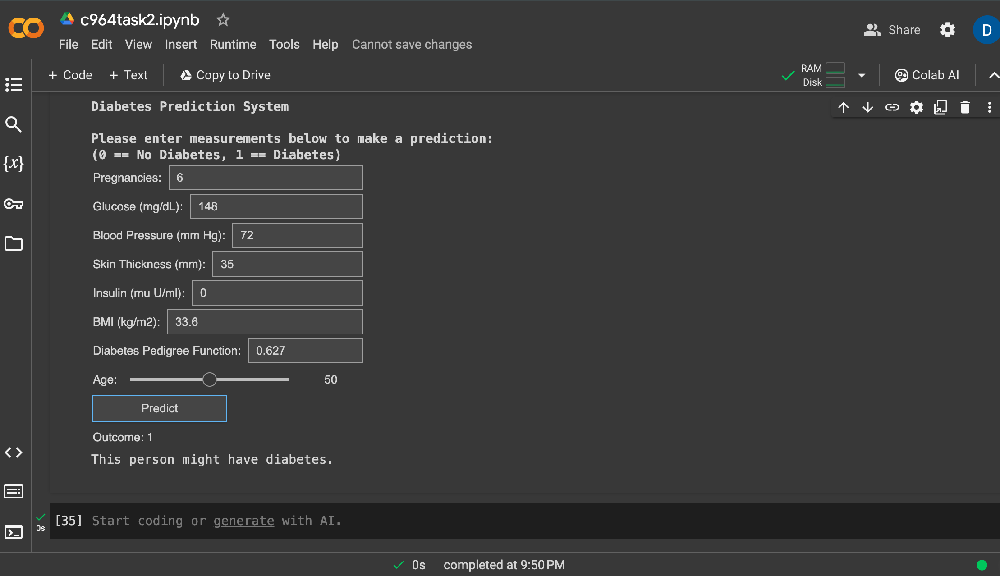 c964task2.ipynb
File Edit View Insert Runtime Tools Help Cannot save changes
Share
D
+ Code + Text Copy to Drive
RAM
Disk
Colab AI
Diabetes Prediction System
Please enter measurements below to make a prediction:
(0 == No Diabetes, 1 == Diabetes)
Pregnancies: 6
Glucose (mg/dL): 148
Blood Pressure (mm Hg): 72
Skin Thickness (mm): 35
Insulin (mu U/ml): 0
BMI (kg/m2): 33.6
Diabetes Pedigree Function: 0.627
Age: 50
Predict
Outcome: 1
This person might have diabetes.
[35] Start coding or generate with AI.
0s
0s completed at 9:50 PM
{x}